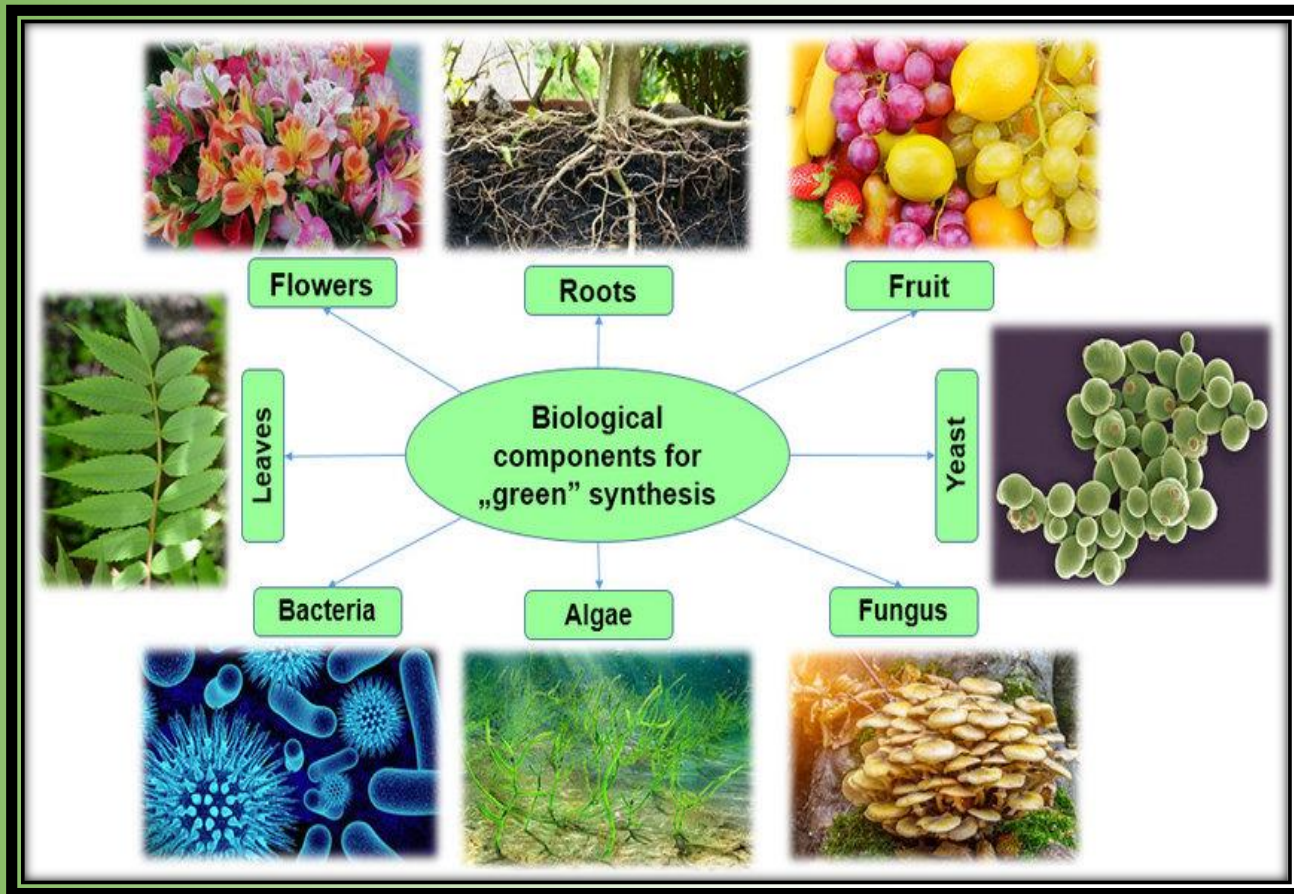 Flowers
Roots
Fruit
Leaves
Biological
components for
„green” synthesis
Yeast
Bacteria
Algae
Fungus